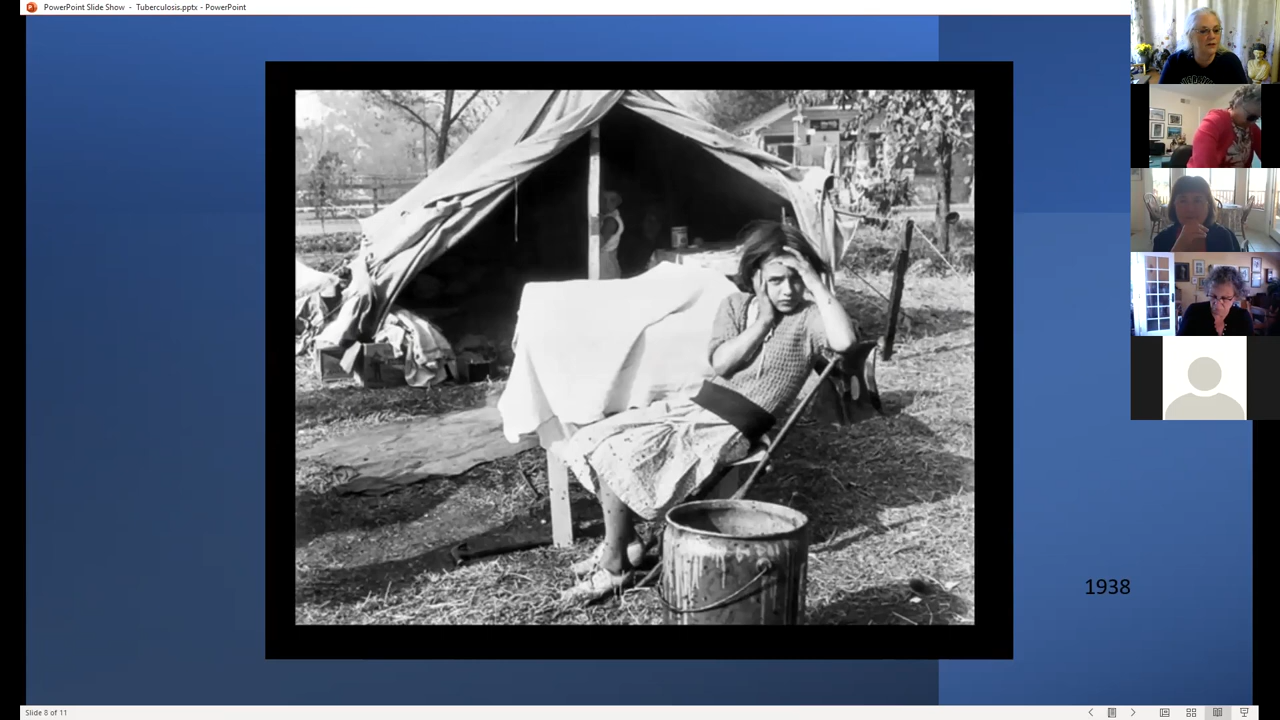 PowerPoint Slide Show - Tuberculosis.pptx - PowerPoint
1938
Slide 8 of 11